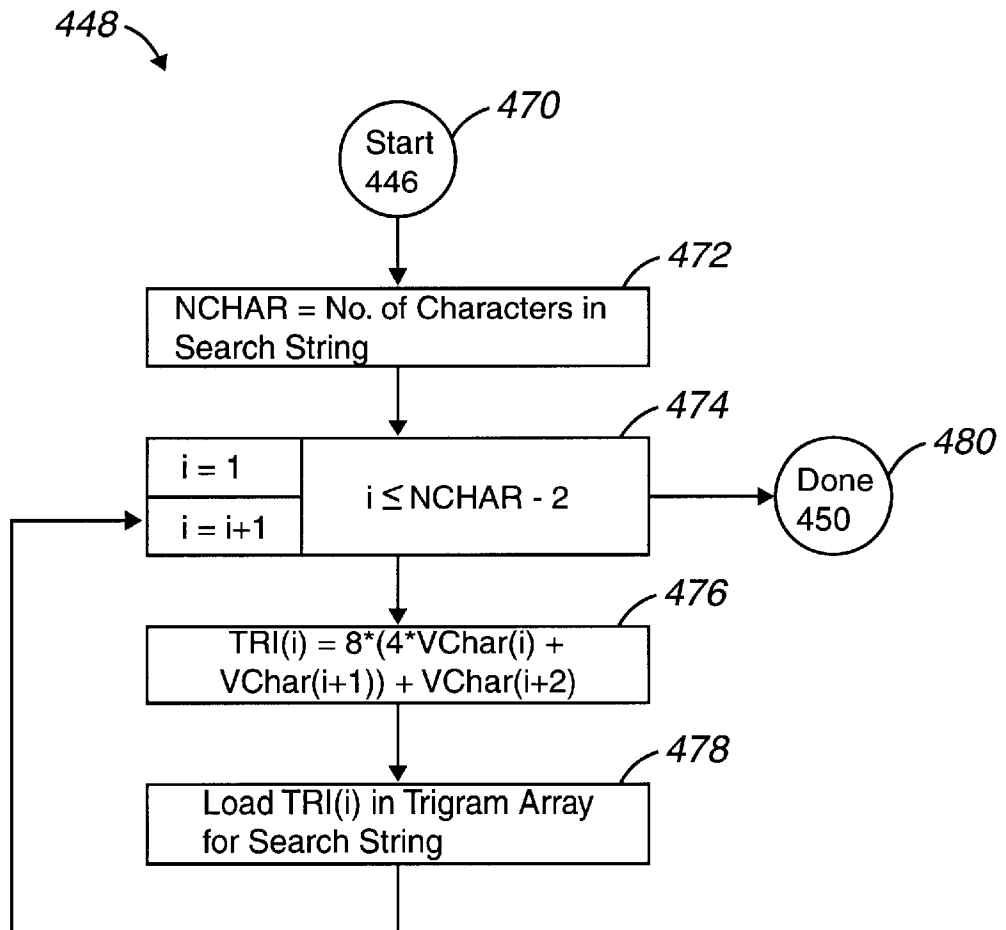 448
470
Start
446
472
NCHAR = No. of Characters in
Search String
474
i = 1
i ≤ NCHAR - 2
i = i+1
480
Done
450
476
TRI(i) = 8*(4*VChar(i) +
VChar(i+1)) + VChar(i+2)
478
Load TRI(i) in Trigram Array
for Search String